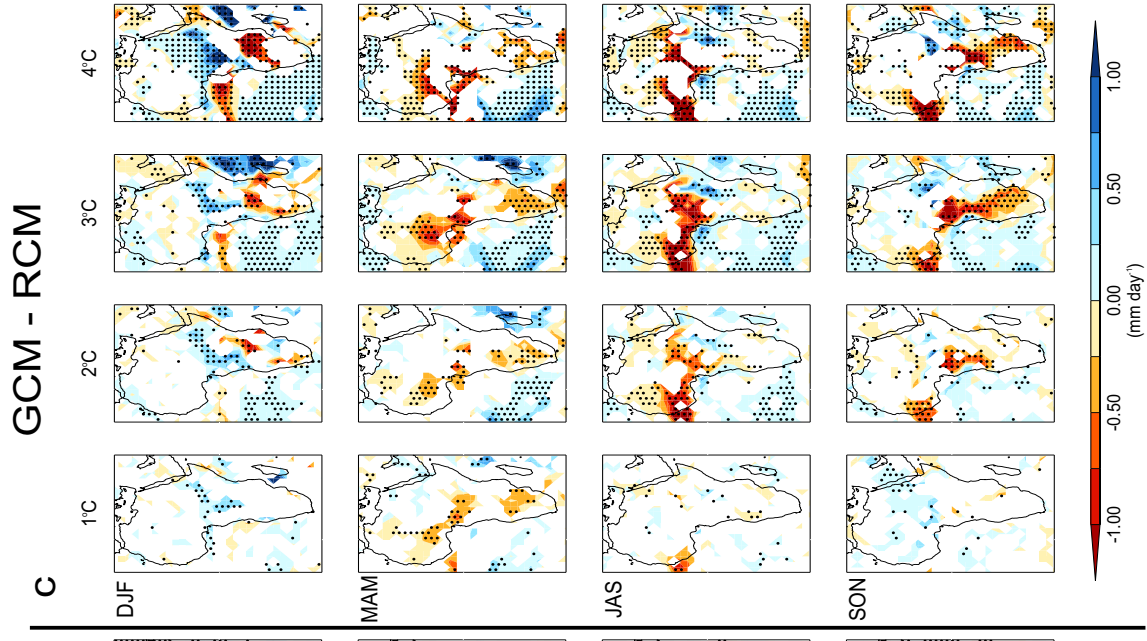 GCM - RCM
C
1°C 2°C 3°C 4°C
DJF
MAM
JAS
SON
-1.00 -0.50 0.00 0.50 1.00
(mm day⁻¹)